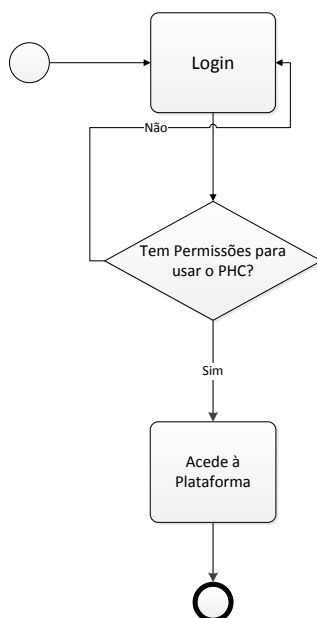 Login
Não
Tem Permissões para
usar o PHC?
Sim
Acede à
Plataforma